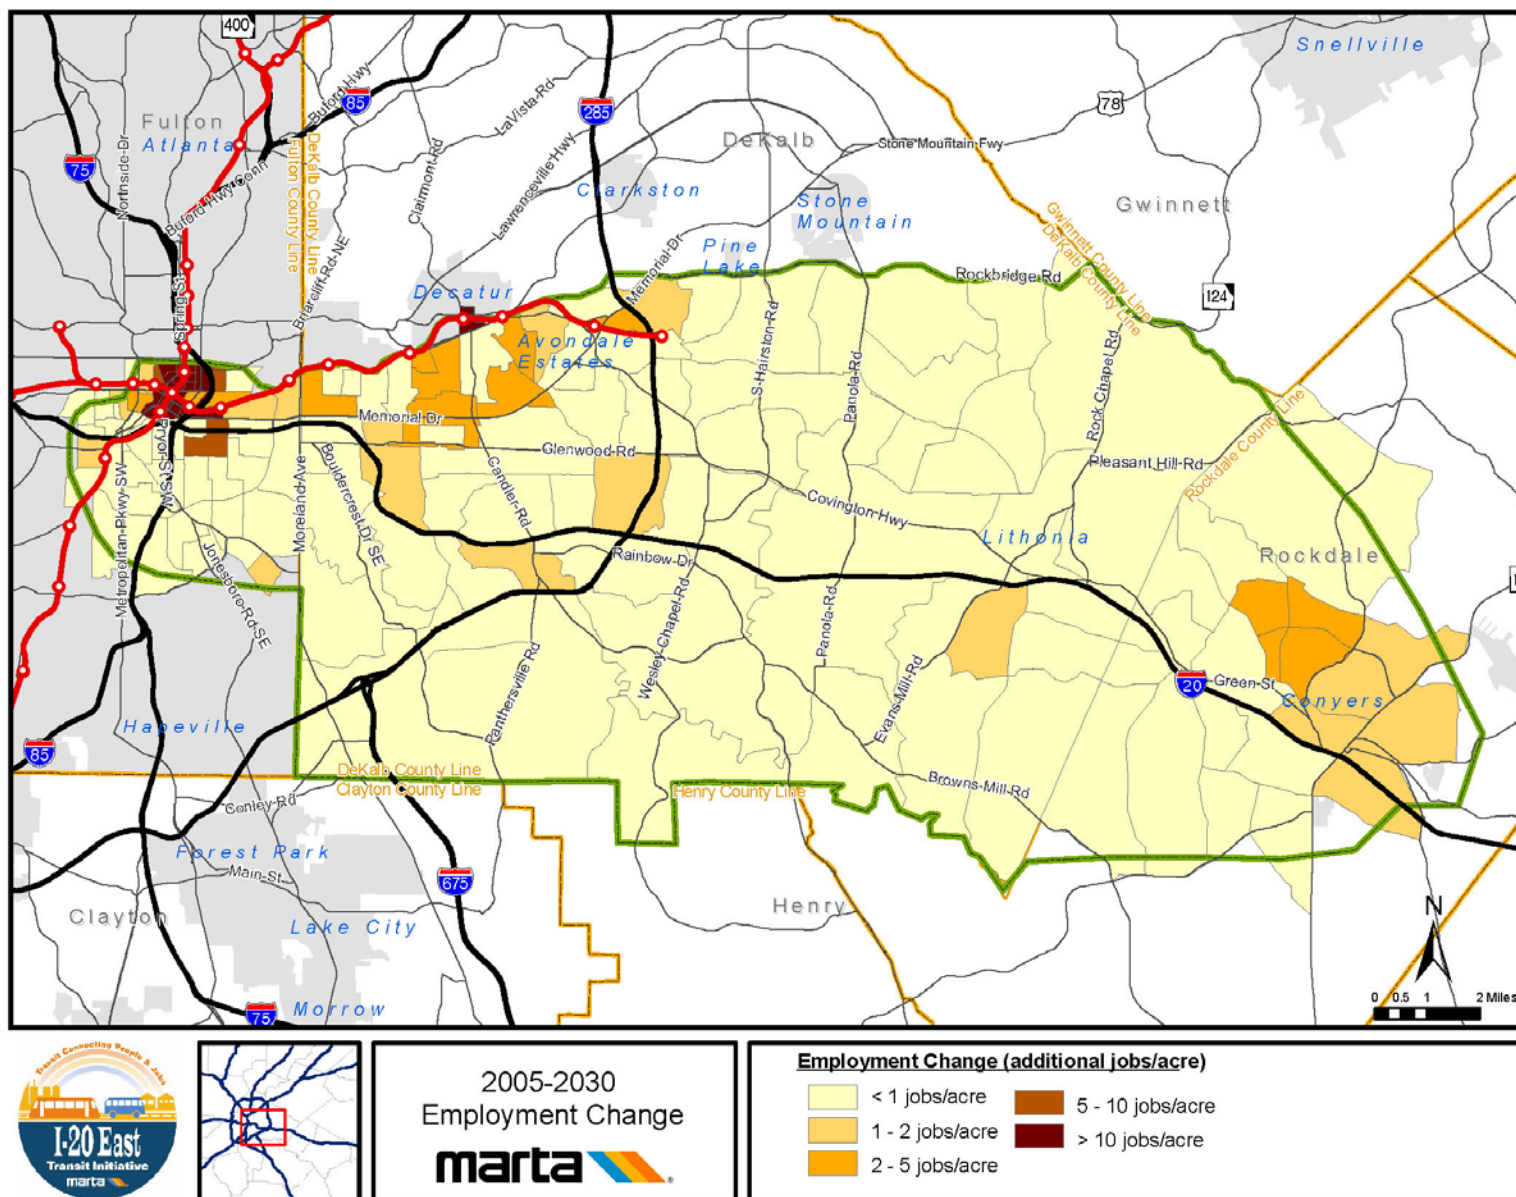 400
Snellville
Buford Hwy
85
78
285
LaVista Rd
Fulton
Atlanta
75
Northside-Dr
DeKalb County Line
Fulton County Line
Clairmont Rd
Lawrenceville Hwy
DeKalb
Stone Mountain Fwy
Buford Hwy Conn
Clarkston
Stone
Mountain
Gwinnett
Gwinnett County Line
DeKalb County Line
Pine
Lake
Memorial-Dr
Briarcliff-Rd-NE
Spring-St
Decatur
Rockbridge Rd
124
Avondale
Estates
S-Hairston-Rd
Panola-Rd
Rock Chapel Rd
Memorial Dr
Glenwood-Rd
Pleasant Hill-Rd
Rockdale County Line
Pryor-St-SW
Metropolitan-Pkwy-SW
Moreland-Ave
Bouldercrest-Dr SE
Candler-Rd
Covington-Hwy
Lithonia
Rockdale
Jonesboro-Rd-SE
Rainbow-Dr
Wesley-Chapel-Rd
Panola-Rd
Panthersville Rd
Evans-Mill-Rd
20
Green-St
Conyers
Hapeville
85
DeKalb County Line
Clayton County Line
Henry County Line
Browns-Mill-Rd
Conley-Rd
Forest Park
Main-St
675
Clayton
Henry
Lake City
Morrow
75
N
0 0.5 1 2 Miles
Transit Connecting People & Jobs
I-20 East
Transit Initiative
marta
2005-2030
Employment Change
marta
Employment Change (additional jobs/acre)
< 1 jobs/acre
1 - 2 jobs/acre
2 - 5 jobs/acre
5 - 10 jobs/acre
> 10 jobs/acre